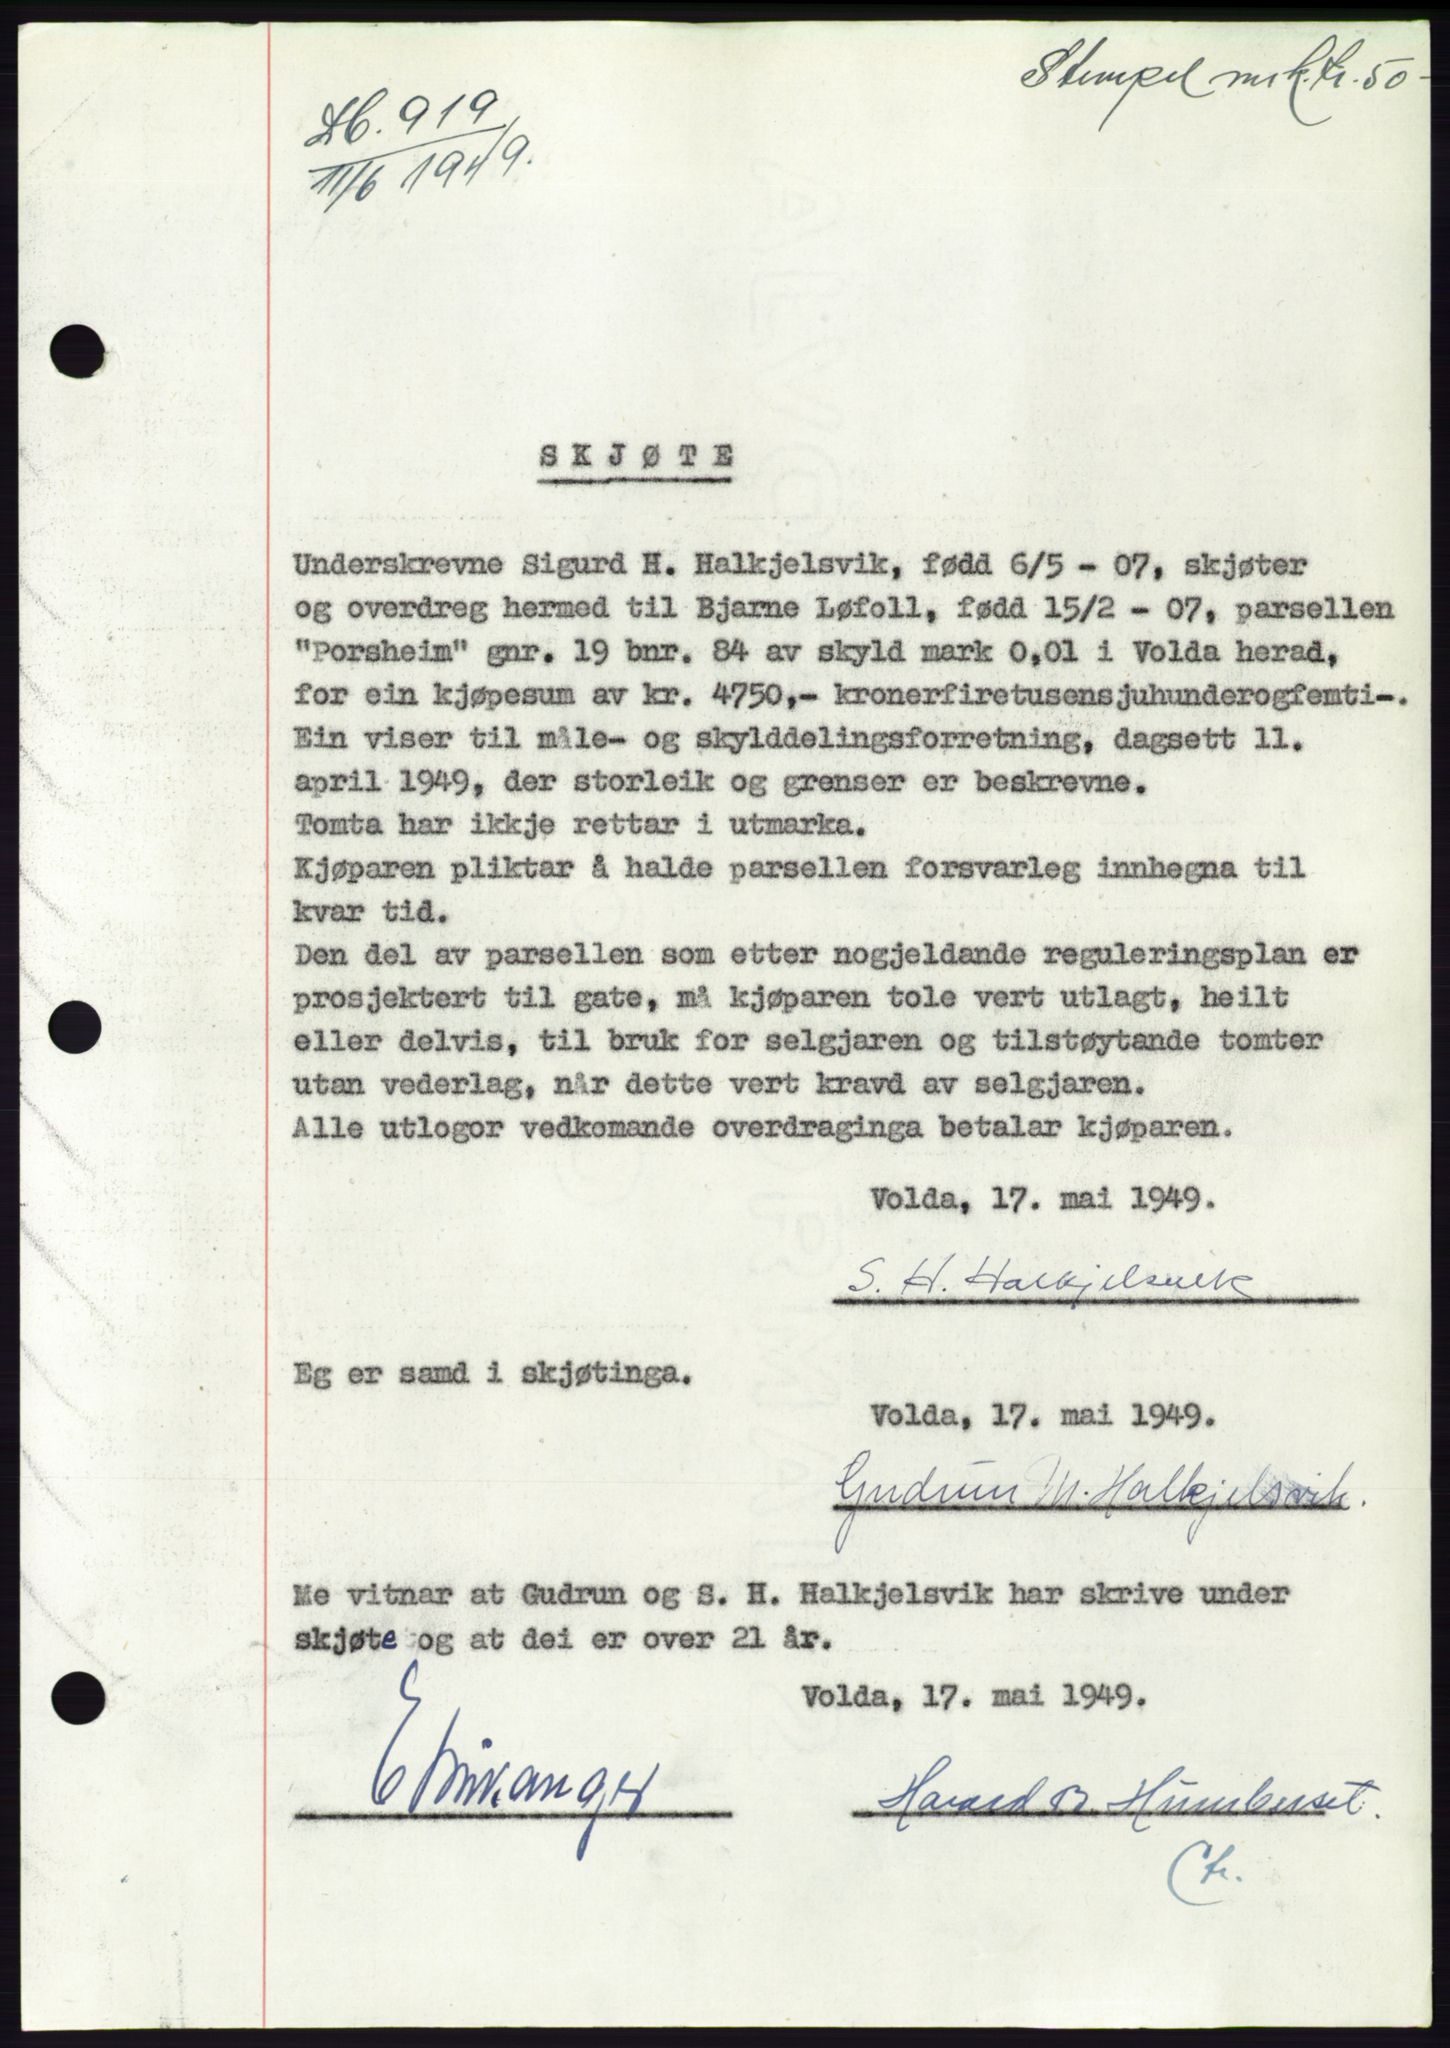 Stempel mrk. kr. 50-
Db. 919
11/6 1949.
SKJØTE
Underskrevne Sigurd H. Halkjelsvik, fødd 6/5 - 07, skjøter
og overdreg hermed til Bjarne Løfoll, fødd 15/2 - 07, parsellen
"Porsheim" gnr. 19 bnr. 84 av skyld mark 0,01 i Volda herad,
for ein kjøpesum av kr. 4750,- kronerfiretusensjuhunderogfemti-.
Ein viser til måle- og skylddelingsforretning, dagsett 11.
april 1949, der storleik og grenser er beskrevne.
Tomta har ikkje rettar i utmarka.
Kjøparen pliktar å halde parsellen forsvarleg innhegna til
kvar tid.
Den del av parsellen som etter nogjeldande reguleringsplan er
prosjektert til gate, må kjøparen tole vert utlagt, heilt
eller delvis, til bruk for selgjaren og tilstøytande tomter
utan vederlag, når dette vert kravd av selgjaren.
Alle utlogor vedkomande overdraginga betalar kjøparen.
Volda, 17. mai 1949.
S. H. Halkjelsvik
Eg er samd i skjøtinga.
Volda, 17. mai 1949.
Gudrun M. Halkjelsvik.
Me vitnar at Gudrun og S. H. Halkjelsvik har skrive under
skjøte og at dei er over 21 år.
Volda, 17. mai 1949.
Havard B. Humberset.